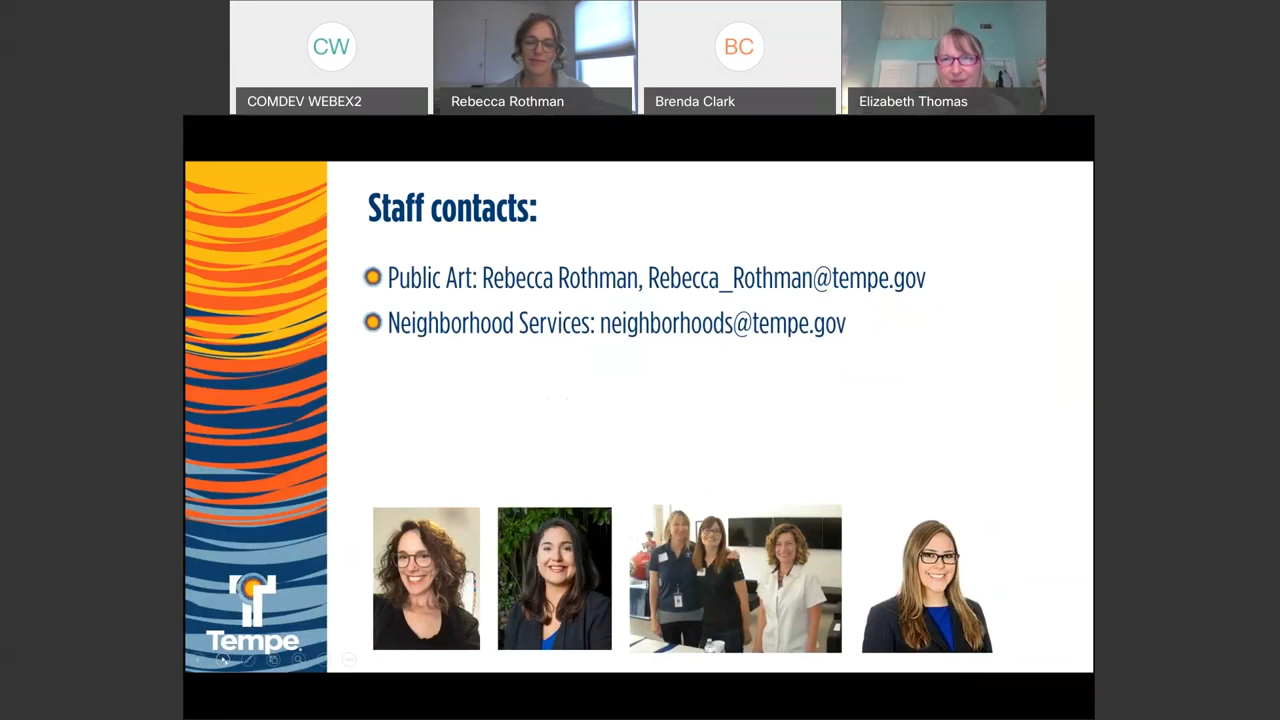 CW
BC
COMDEV WEBEX2
Rebecca Rothman
Brenda Clark
Elizabeth Thomas
Staff contacts:
Public Art: Rebecca Rothman, Rebecca_Rothman@tempe.gov
Neighborhood Services: neighborhoods@tempe.gov
Tempe